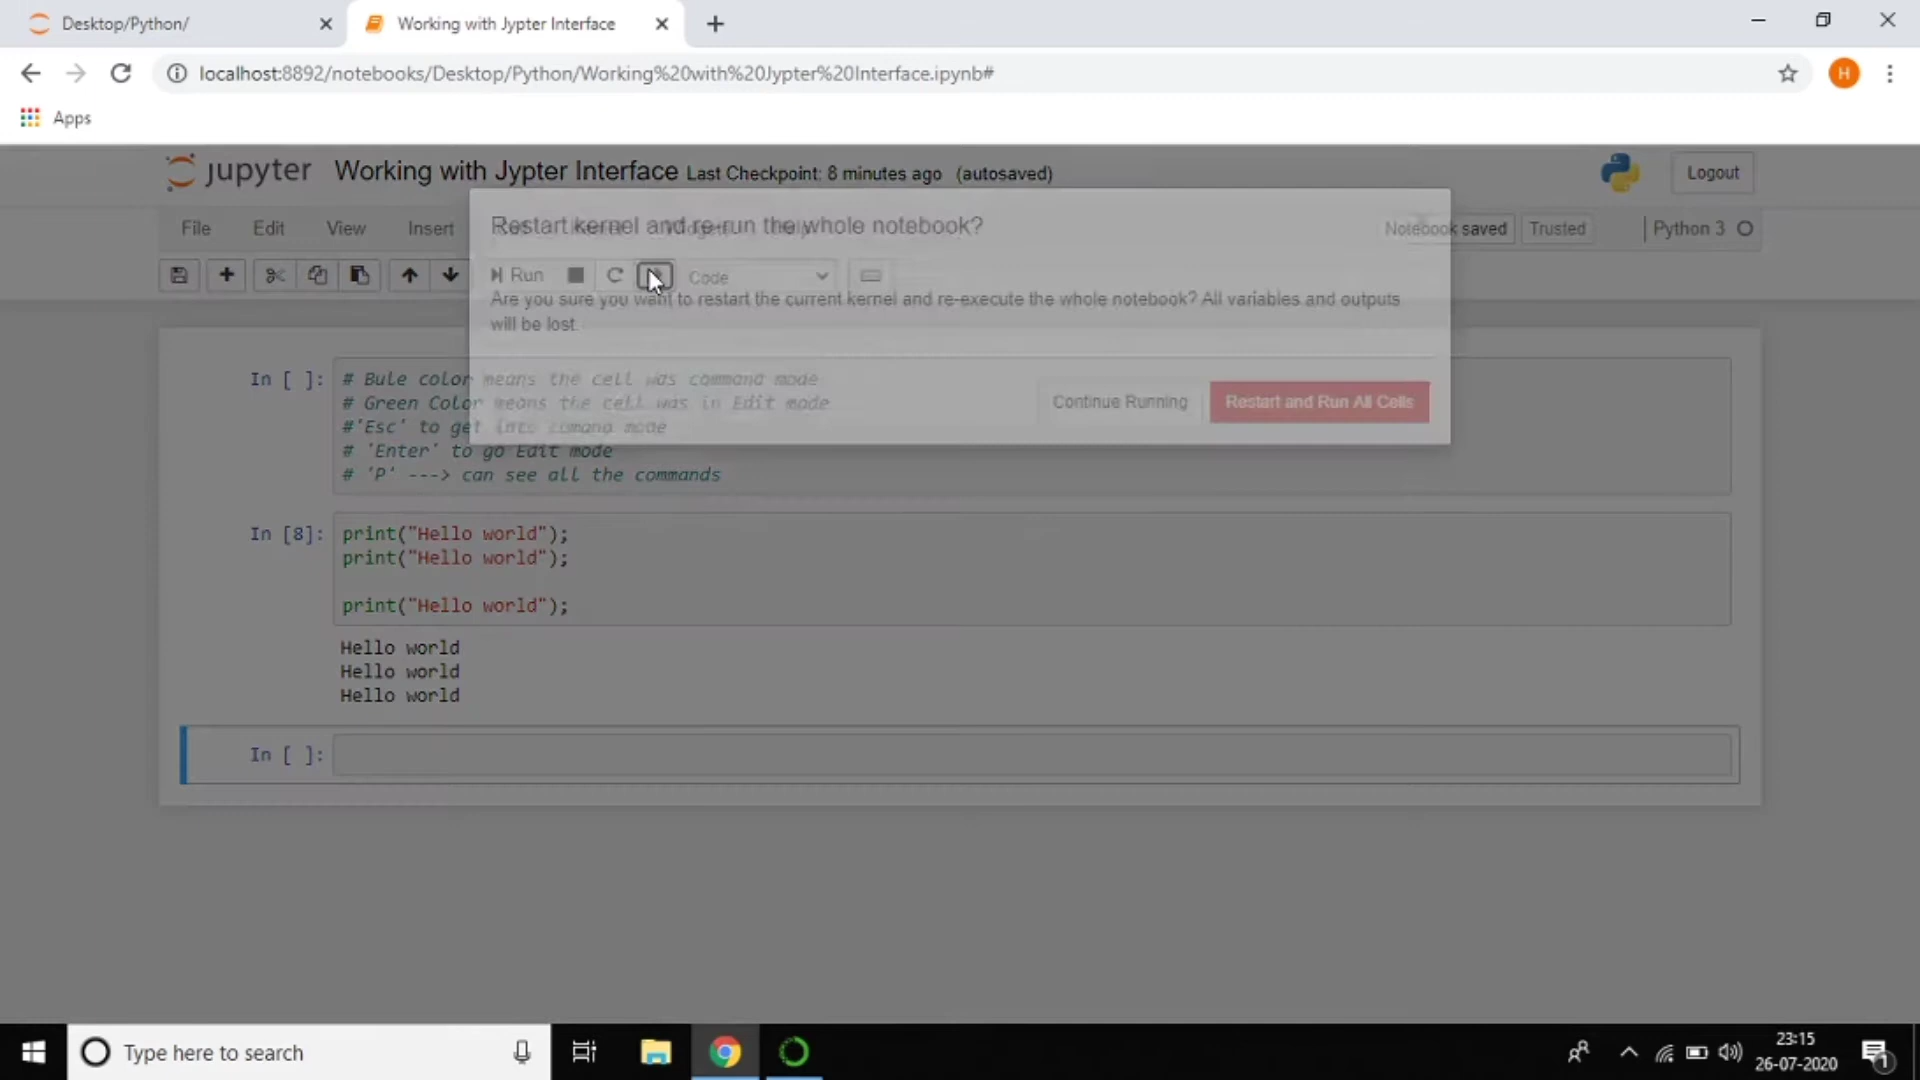 Desktop/Python/
Working with Jypter Interface
localhost:8892/notebooks/Desktop/Python/Working%20with%20Jypter%20Interface.ipynb#
H
Apps
jupyter Working with Jypter Interface Last Checkpoint: 8 minutes ago (autosaved)
Logout
Restart kernel and re-run the whole notebook?
File Edit View Insert
Notebook saved Trusted Python 3
Run Code
Are you sure you want to restart the current kernel and re-execute the whole notebook? All variables and outputs
will be lost.
Continue Running Restart and Run All Cells
In [ ]: # Bule color means the cell was command mode
# Green Color means the cell was in Edit mode
#'Esc' to get into comand mode
# 'Enter' to go Edit mode
# 'P' ---> can see all the commands
In [8]: print("Hello world");
print("Hello world");
print("Hello world");
Hello world
Hello world
Hello world
In [ ]:
Type here to search
23:15
26-07-2020
1